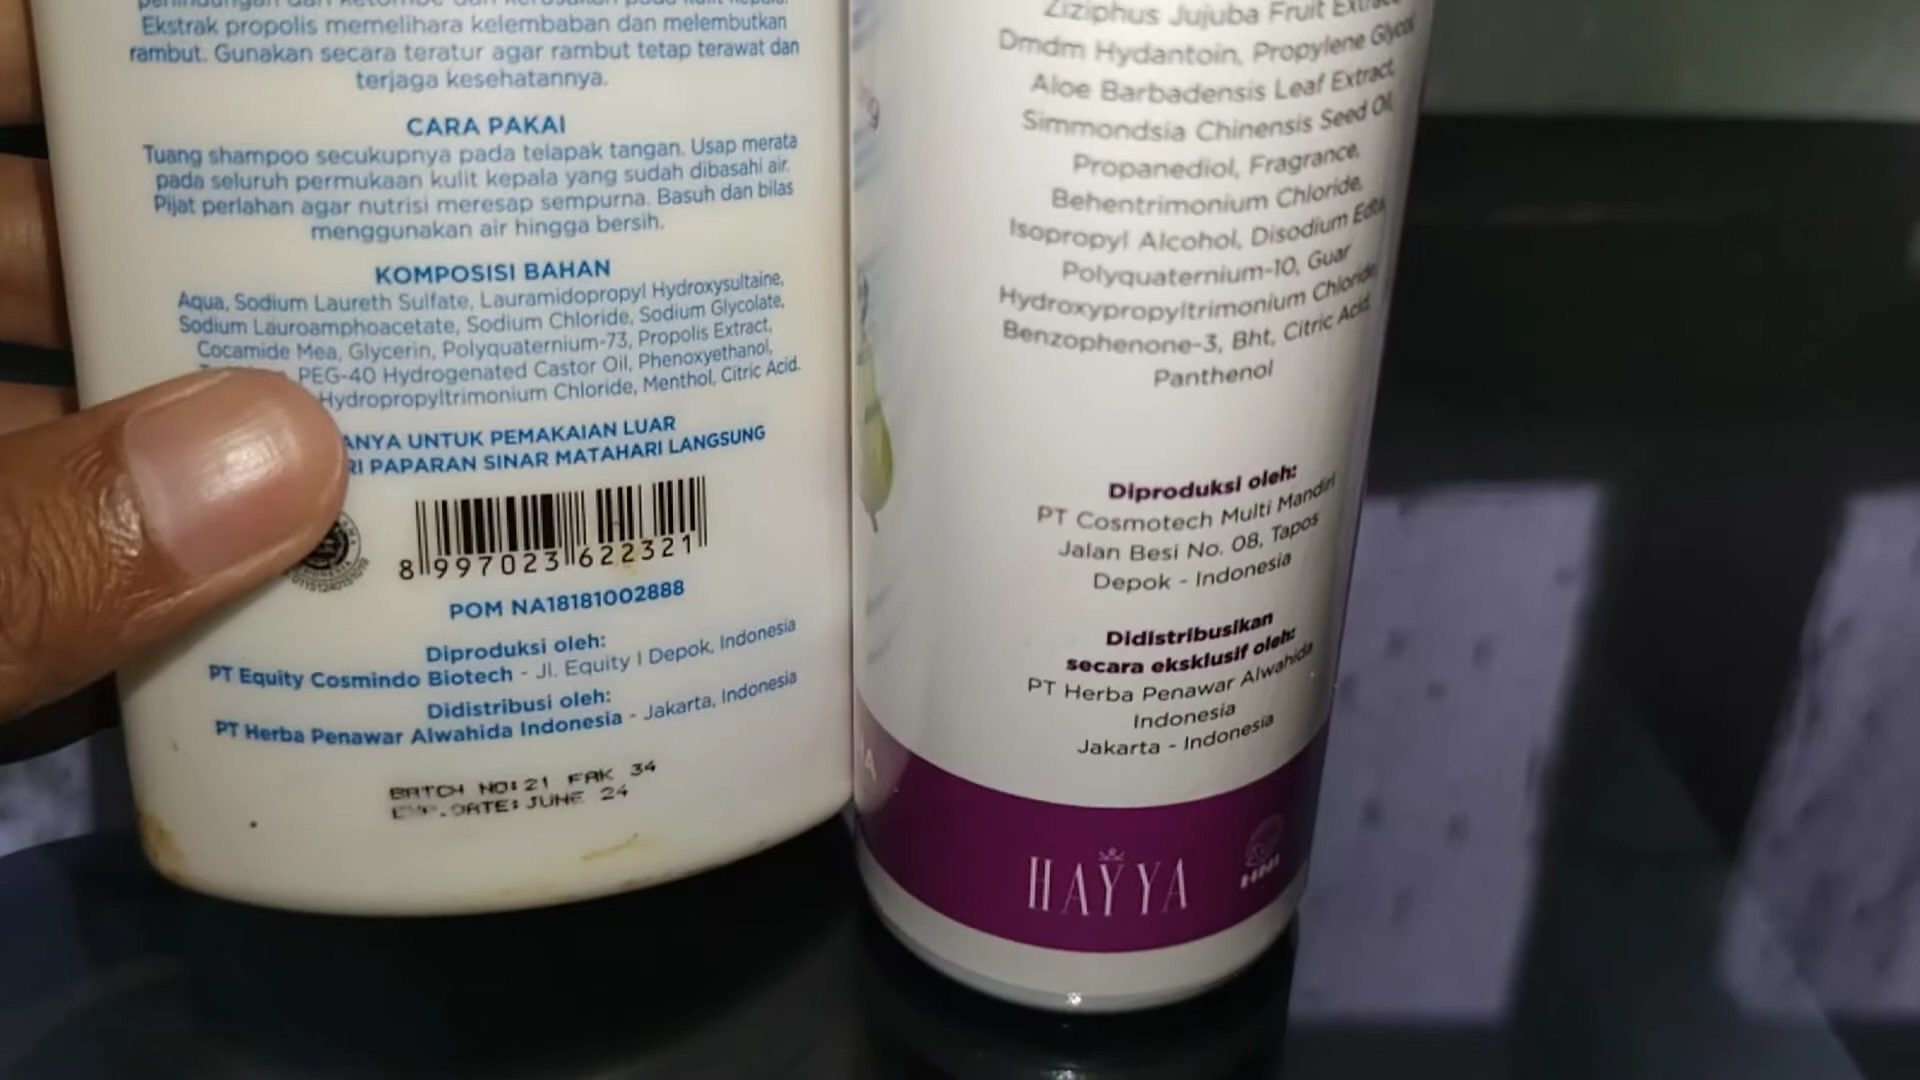 Ekstrak propolis memelihara kelembaban dan melembutkan
rambut. Gunakan secara teratur agar rambut tetap terawat dan
terjaga kesehatannya.
CARA PAKAI
Tuang shampoo secukupnya pada telapak tangan. Usap merata
pada seluruh permukaan kulit kepala yang sudah dibasahi air.
Pijat perlahan agar nutrisi meresap sempurna. Basuh dan bilas
menggunakan air hingga bersih.
KOMPOSISI BAHAN
Aqua, Sodium Laureth Sulfate, Lauramidopropyl Hydroxysultaine,
Sodium Lauroamphoacetate, Sodium Chloride, Sodium Glycolate,
Cocamide Mea, Glycerin, Polyquaternium-73, Propolis Extract,
PEG-40 Hydrogenated Castor Oil, Phenoxyethanol,
Hydropropyltrimonium Chloride, Menthol, Citric Acid.
ANYA UNTUK PEMAKAIAN LUAR
RI PAPARAN SINAR MATAHARI LANGSUNG
8 997023 622321
POM NA18181002888
Diproduksi oleh:
PT Equity Cosmindo Biotech - Jl. Equity I Depok, Indonesia
Didistribusi oleh:
PT Herba Penawar Alwahida Indonesia - Jakarta, Indonesia
BATCH NO: 21 FAK 34
EXP. DATE: JUNE 24
Ziziphus Jujuba Fruit Extract
Dmdm Hydantoin, Propylene Glycol
Aloe Barbadensis Leaf Extract,
Simmondsia Chinensis Seed Oil,
Propanediol, Fragrance,
Behentrimonium Chloride,
Isopropyl Alcohol, Disodium Edta,
Polyquaternium-10, Guar
Hydroxypropyltrimonium Chloride
Benzophenone-3, Bht, Citric Acid
Panthenol
Diproduksi oleh:
PT Cosmotech Multi Mandiri
Jalan Besi No. 08, Tapos
Depok - Indonesia
Didistribusikan
secara eksklusif oleh:
PT Herba Penawar Alwahida
Indonesia
Jakarta - Indonesia
HAYYA
HNI